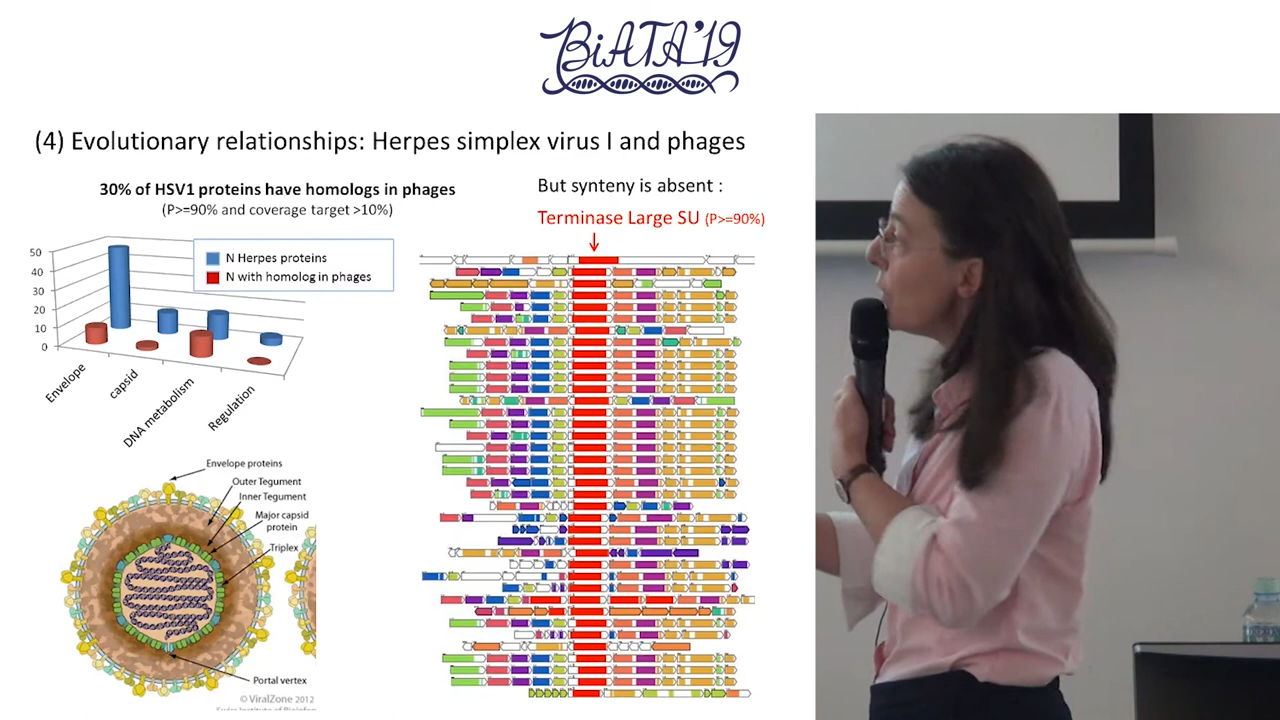 BiATA'19
(4) Evolutionary relationships: Herpes simplex virus I and phages
30% of HSV1 proteins have homologs in phages
(P>=90% and coverage target >10%)
But synteny is absent :
Terminase Large SU (P>=90%)
N Herpes proteins
N with homolog in phages
50
40
30
20
10
0
Envelope
capsid
DNA metabolism
Regulation
Envelope proteins
Outer Tegument
Inner Tegument
Major capsid
protein
Triplex
Portal vertex
© ViralZone 2012